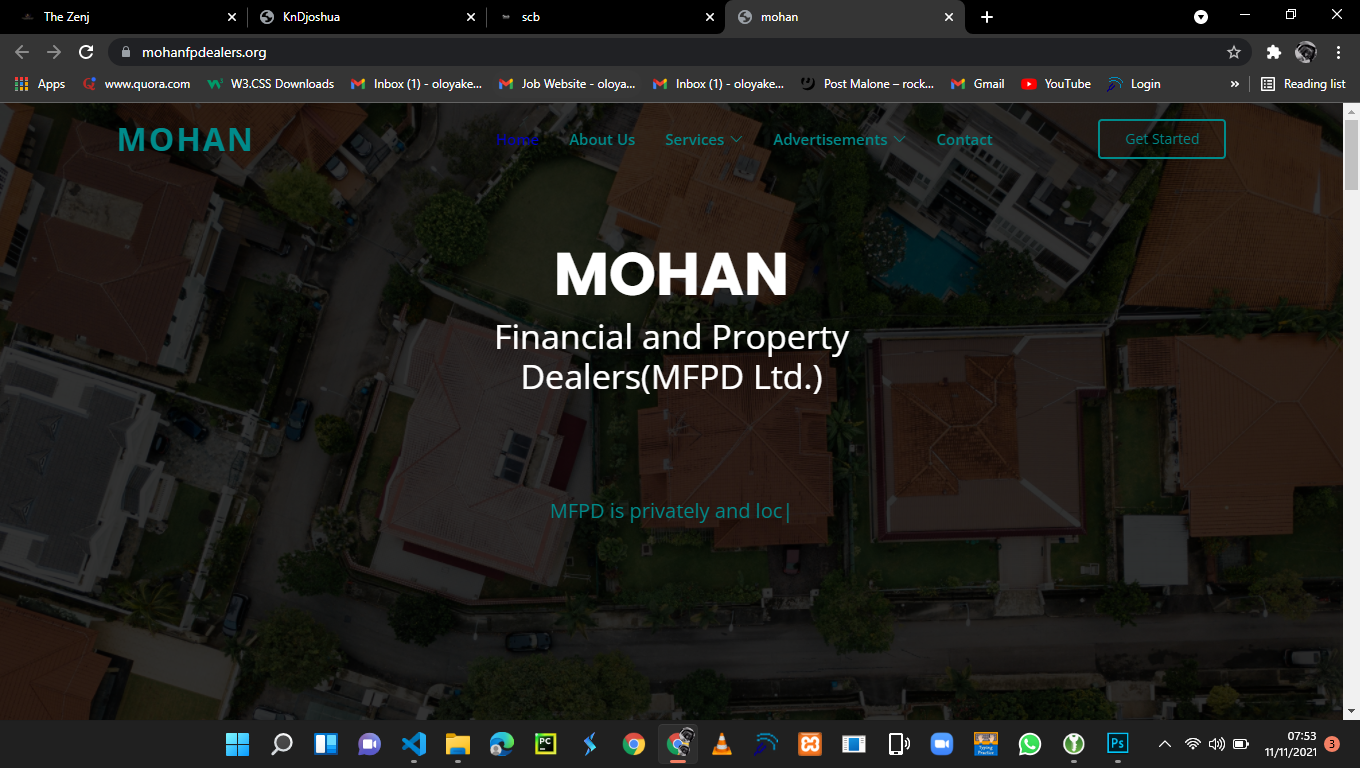 The Zenj
KnDjoshua
scb
mohan
mohanfpdealers.org
Apps
www.quora.com
W3.CSS Downloads
Inbox (1) - oloyake...
Job Website - oloya...
Inbox (1) - oloyake...
Post Malone – rock...
Gmail
YouTube
Login
»
Reading list
MOHAN
Home
About Us
Services
Advertisements
Contact
Get Started
MOHAN
Financial and Property
Dealers(MFPD Ltd.)
MFPD is privately and loc|
PC
Ps
07:53
11/11/2021
3